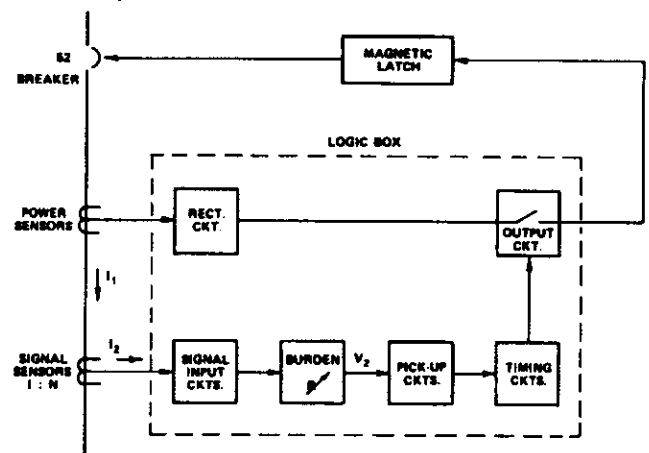 52
BREAKER
MAGNETIC
LATCH
LOGIC BOX
POWER
SENSORS
RECT.
CKT.
OUTPUT
CKT.
I1
I2
SIGNAL
SENSORS
I : N
SIGNAL
INPUT
CKTS.
BURDEN
R
V2
PICK-UP
CKTS.
TIMING
CKTS.